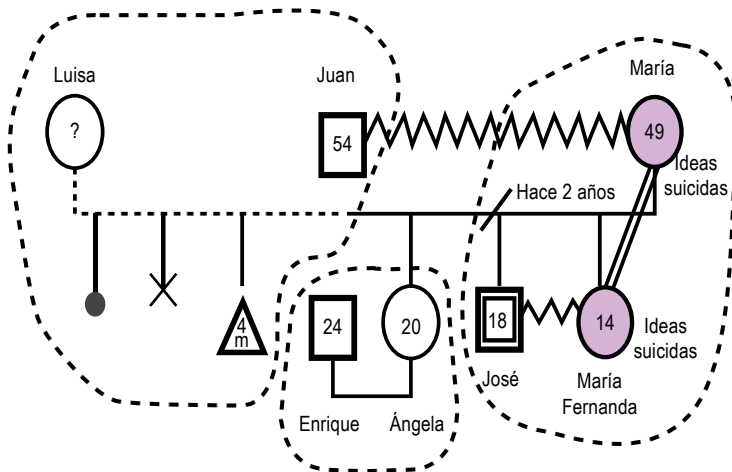 Luisa
Juan
María
?
54
49
Ideas
suicidas
Hace 2 años
4
m
24
20
18
14
Ideas
suicidas
José
María
Fernanda
Enrique
Ángela